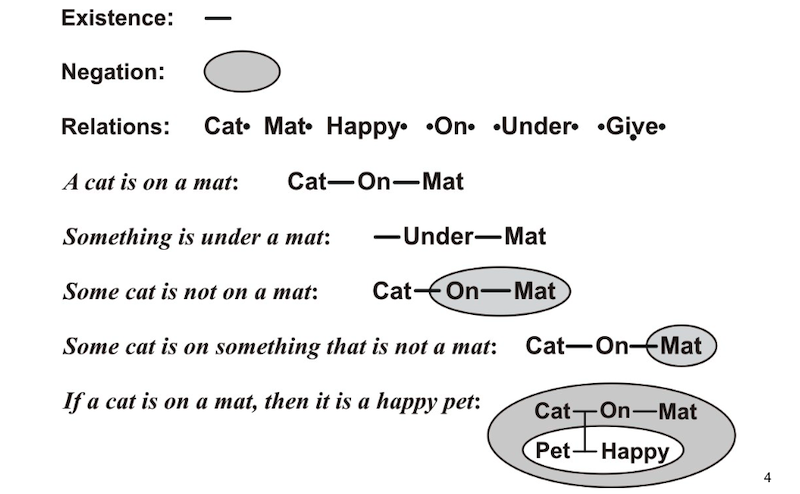 Existence: —
Negation:
Relations: Cat• Mat• Happy• •On• •Under• •Give•
A cat is on a mat: Cat—On—Mat
Something is under a mat: —Under—Mat
Some cat is not on a mat: Cat—On—Mat
Some cat is on something that is not a mat: Cat—On—Mat
If a cat is on a mat, then it is a happy pet:
Cat—On—Mat
Pet—Happy
4